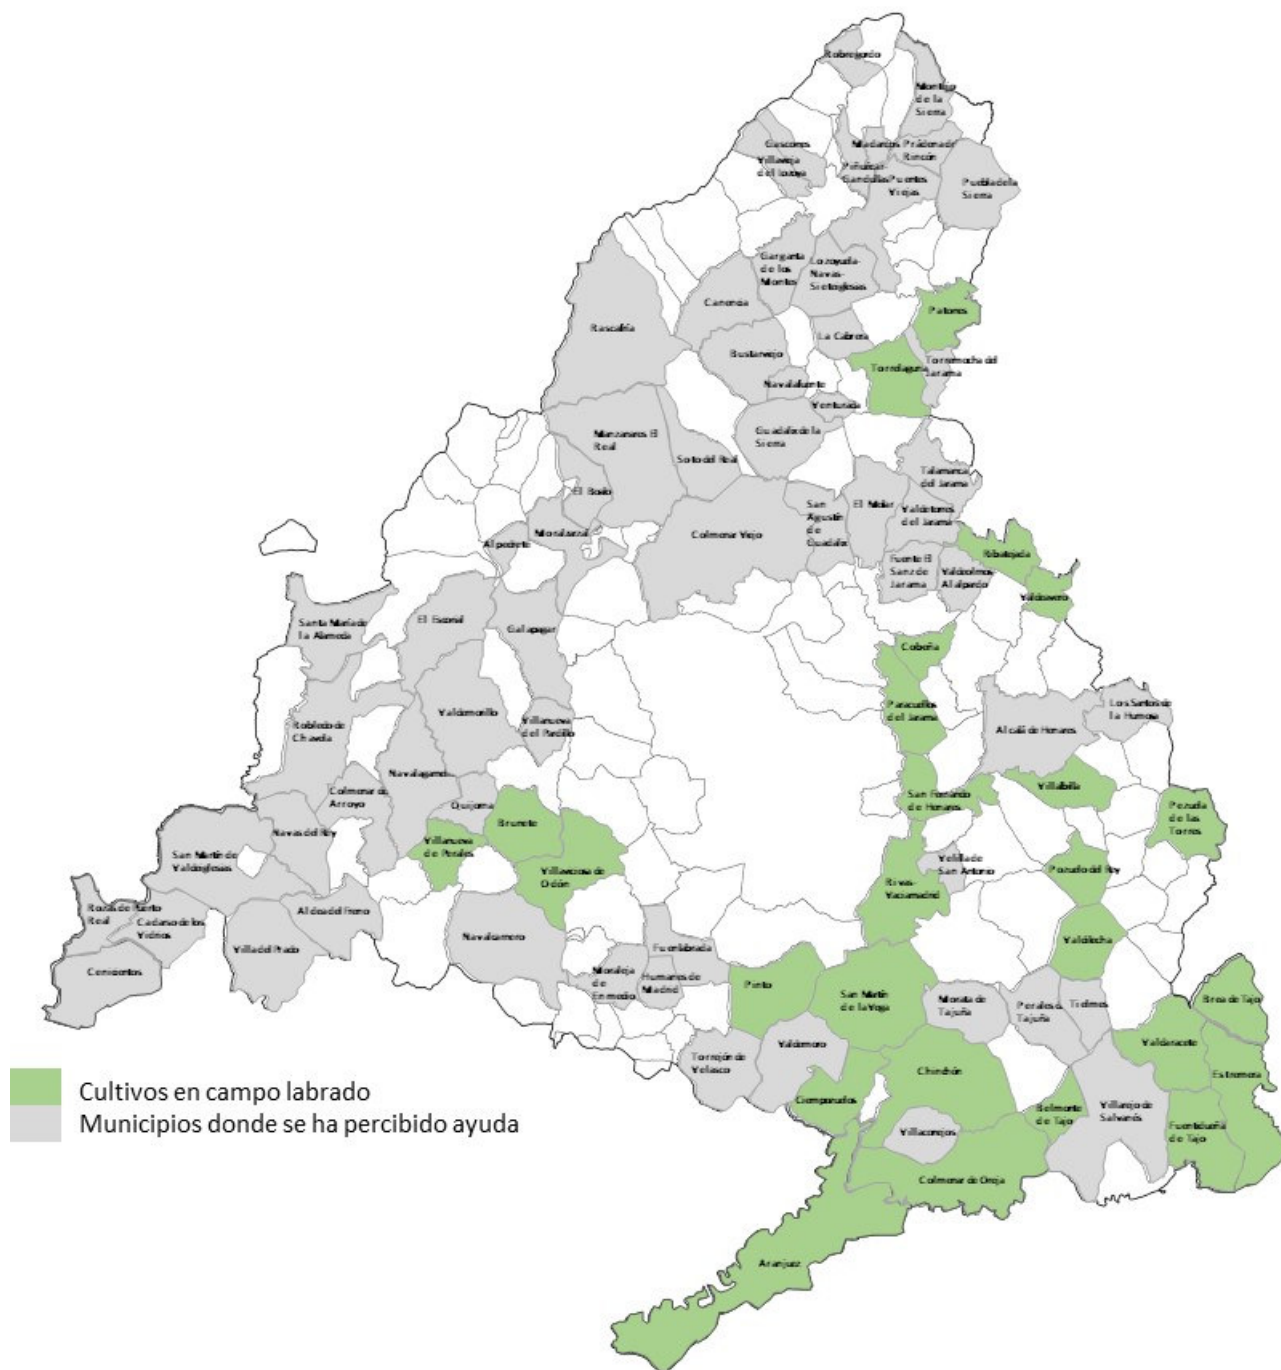 Robregordo
Montejo
de la
Sierra
Gascones
Villavieja
del Lozoya
Madarcos
Prádena de
Rincón
Piñuécar-
Gandullas
Puentes
Viejas
Puebla de la
Sierra
Garganta
de los
Montes
Lozoyuela-
Navas-
Sieteiglesias
Canencia
Patones
Rascafría
La Cabrera
Bustarviejo
Torrelaguna
Torremocha del
Jarama
Navalafuente
Venturada
Manzanares El
Real
Soto del Real
Guadalix de la
Sierra
Talamanca
del Jarama
El Boalo
San
Agustín
de
Guadalix
El Molar
Valdetorres
del Jarama
Moralzarzal
Colmenar Viejo
Alpedrete
Fuente El
Sanz de
Jarama
Valdeolmos
Alalpardo
Ribatejada
Valdeavero
Santa María de
la Alameda
El Escorial
Galapagar
Cobeña
Paracuellos
del Jarama
Los Santos de
la Humosa
Alcalá de Henares
Robledo de
Chavela
Valdemorillo
Villanueva
del Pardillo
Navalagamella
Colmenar de
Arroyo
Quijorna
San Fernando
de Henares
Villalbilla
Pezuela
de las
Torres
Navas del Rey
Brunete
Villanueva
de Perales
San Martín de
Valdeiglesias
Villaviciosa de
Odón
Velilla de
San Antonio
Pozuelo del Rey
Rivas-
Vaciamadrid
Rozas de Puerto
Real
Cadalso de los
Vidrios
Aldea del Fresno
Villa del Prado
Navalcarnero
Valdilecha
Cenicientos
Fuenlabrada
Moraleja
de
Enmedio
Humanes de
Madrid
Pinto
San Martín
de la Vega
Morata de
Tajuña
Perales de
Tajuña
Tielmes
Brea de Tajo
Valdemoro
Torrejón de
Velasco
Valdaracete
Chinchón
Estremera
Ciempozuelos
Belmonte
de Tajo
Villarejo de
Salvanés
Fuentidueña
de Tajo
Villaconejos
Colmenar de Oreja
Aranjuez
Cultivos en campo labrado
Municipios donde se ha percibido ayuda